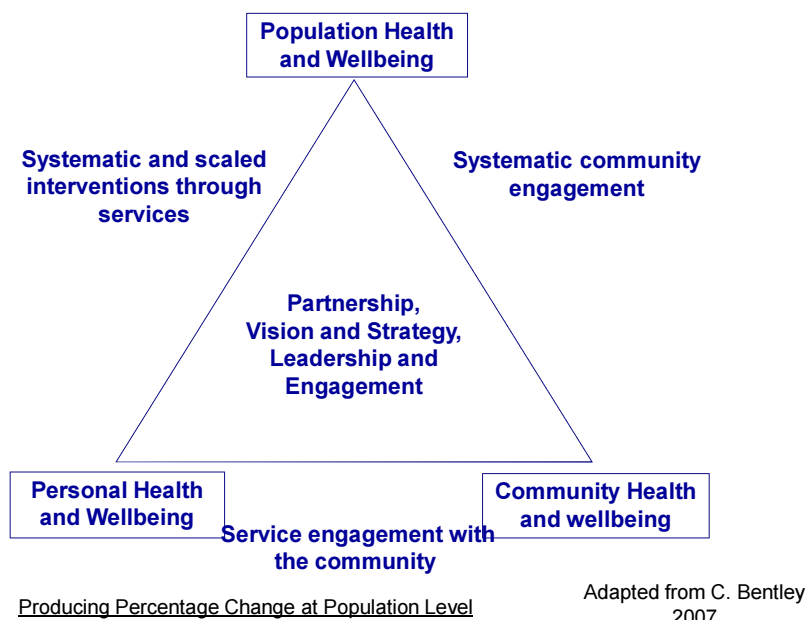 Population Health
and Wellbeing
Systematic and scaled
interventions through
services
Systematic community
engagement
Partnership,
Vision and Strategy,
Leadership and
Engagement
Personal Health
and Wellbeing
Community Health
and wellbeing
Service engagement with
the community
Producing Percentage Change at Population Level
Adapted from C. Bentley
2007